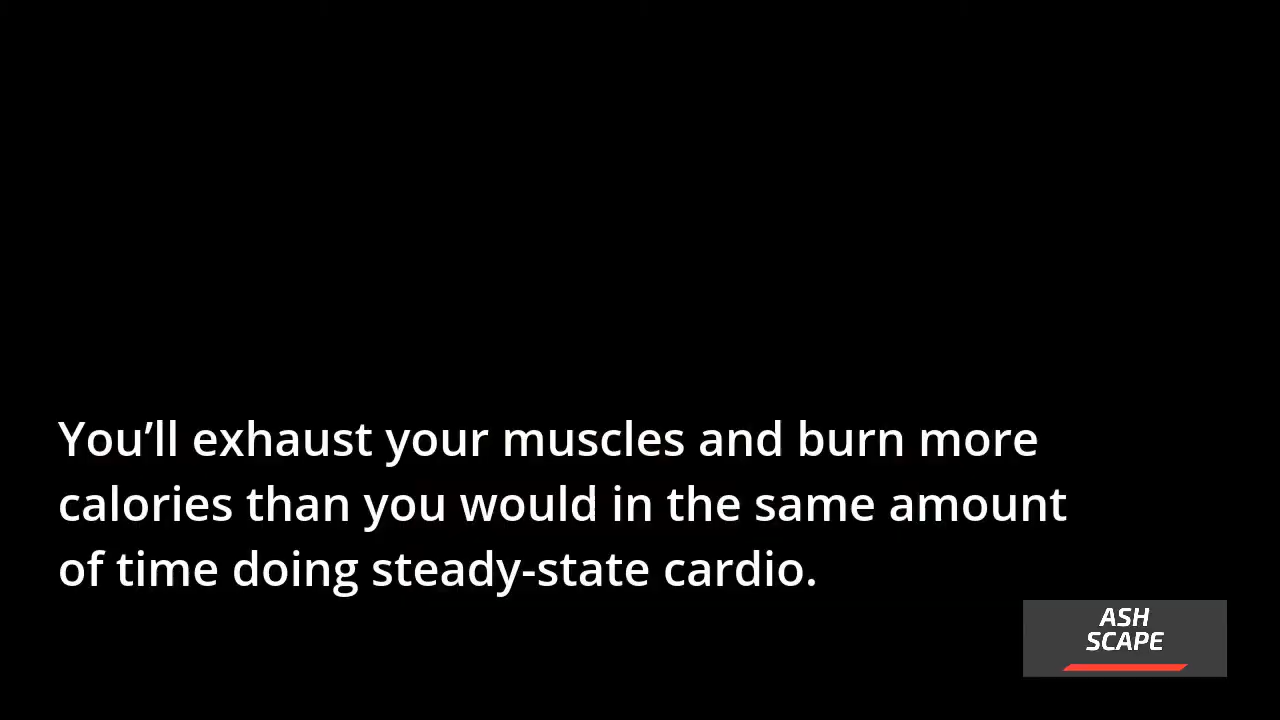 You’ll exhaust your muscles and burn more
calories than you would in the same amount
of time doing steady-state cardio.
ASH
SCAPE